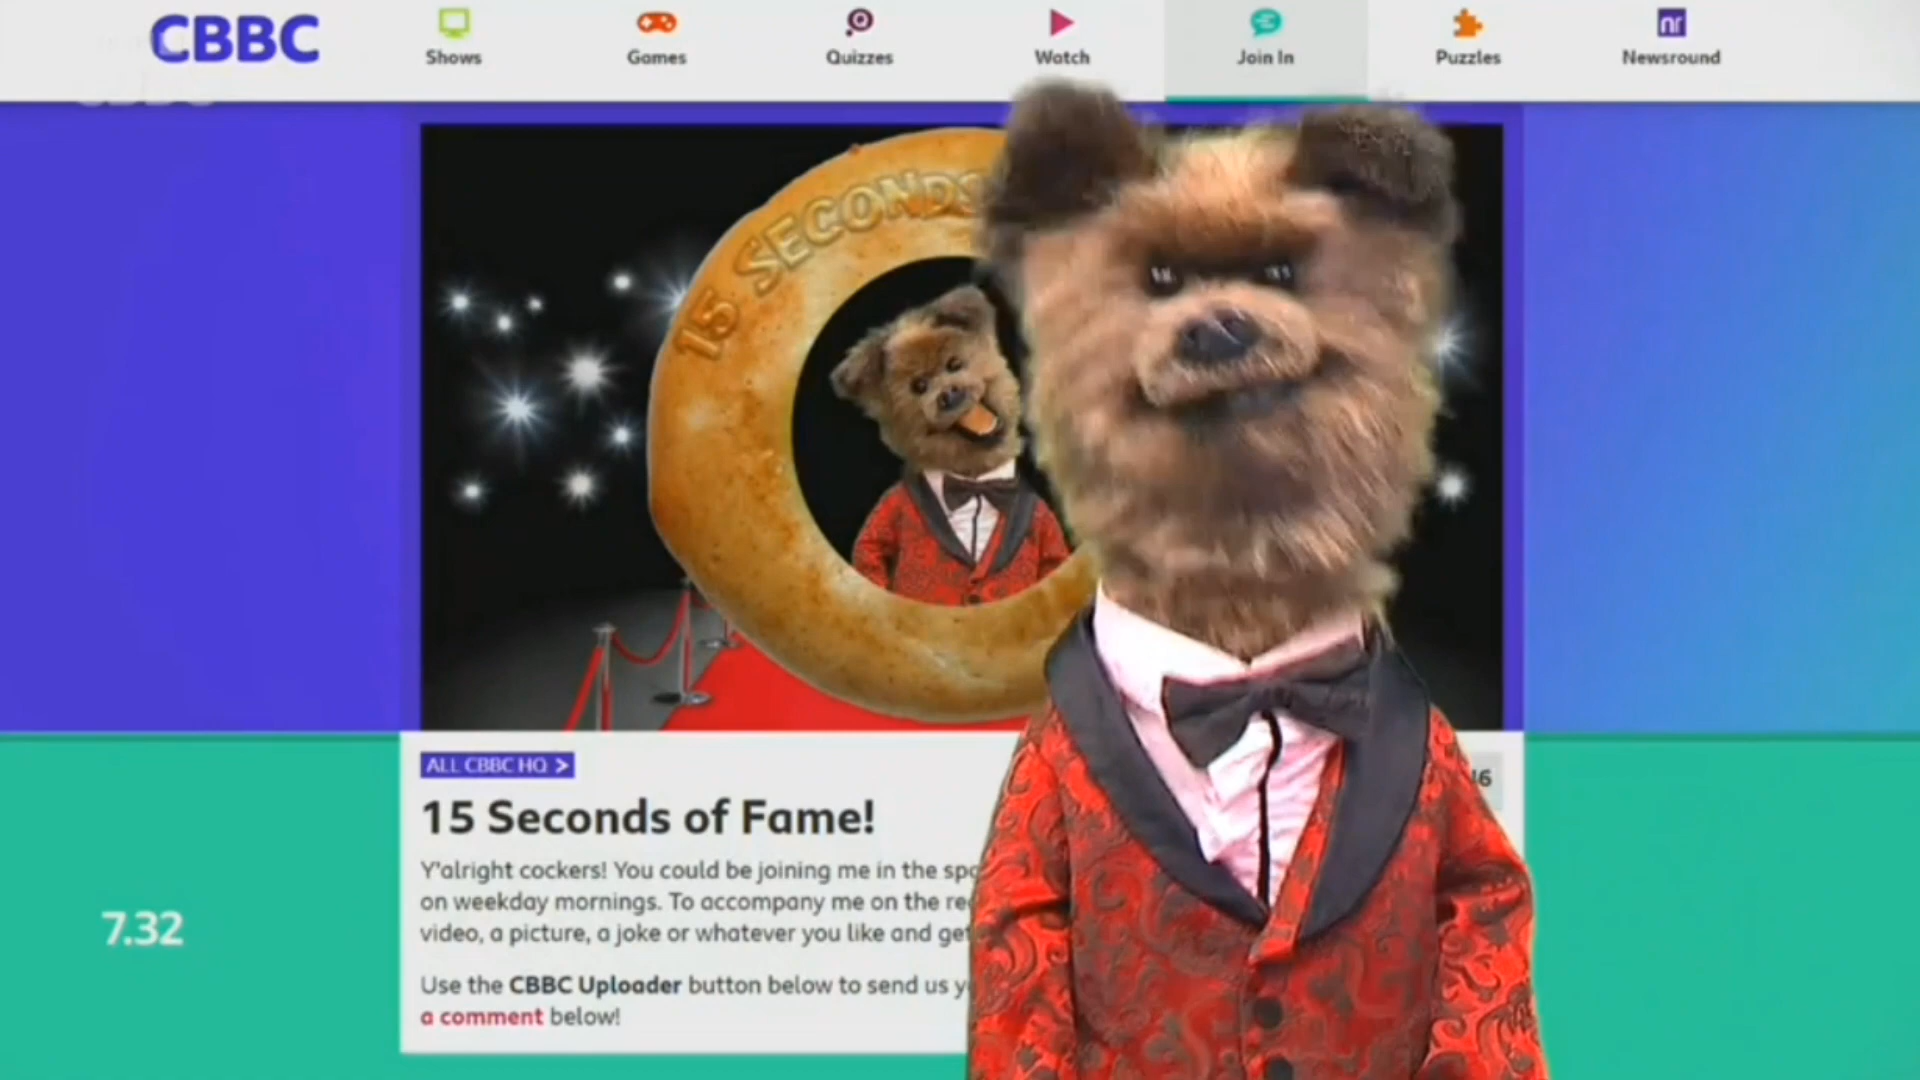 CBBC
Shows
Games
Quizzes
Watch
Join In
Puzzles
nr
Newsround
15 SECONDS
ALL CBBC HQ >
16
15 Seconds of Fame!
Y'alright cockers! You could be joining me in the
on weekday mornings. To accompany me on the
video, a picture, a joke or whatever you like and
Use the CBBC Uploader button below to send us
a comment below!
7.32